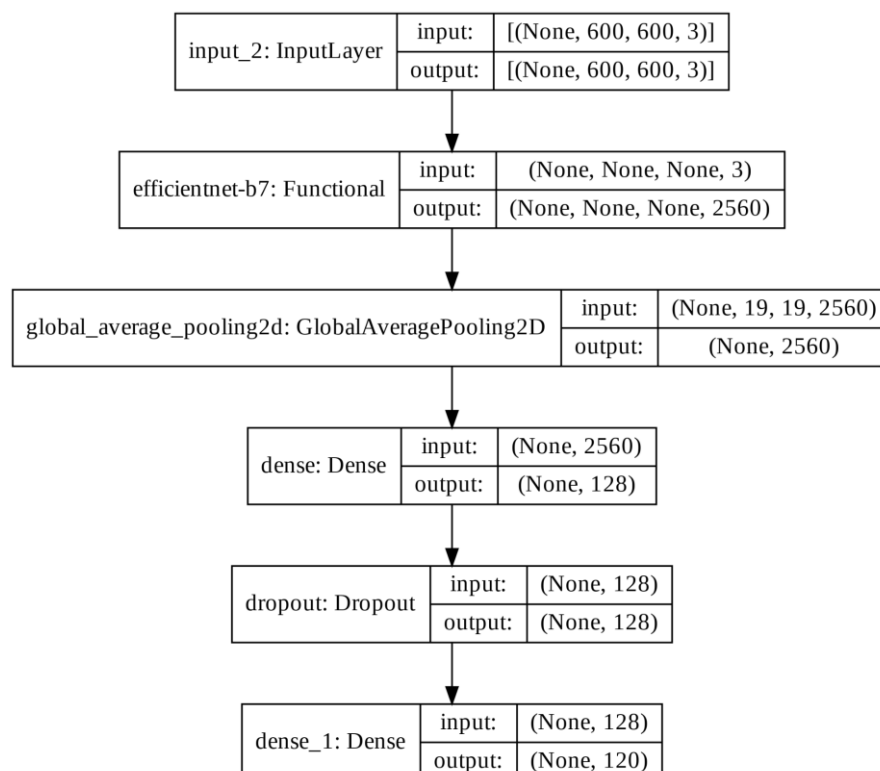 input_2: InputLayer
input: [(None, 600, 600, 3)]
output: [(None, 600, 600, 3)]
efficientnet-b7: Functional
input: (None, None, None, 3)
output: (None, None, None, 2560)
global_average_pooling2d: GlobalAveragePooling2D
input: (None, 19, 19, 2560)
output: (None, 2560)
dense: Dense
input: (None, 2560)
output: (None, 128)
dropout: Dropout
input: (None, 128)
output: (None, 128)
dense_1: Dense
input: (None, 128)
output: (None, 120)